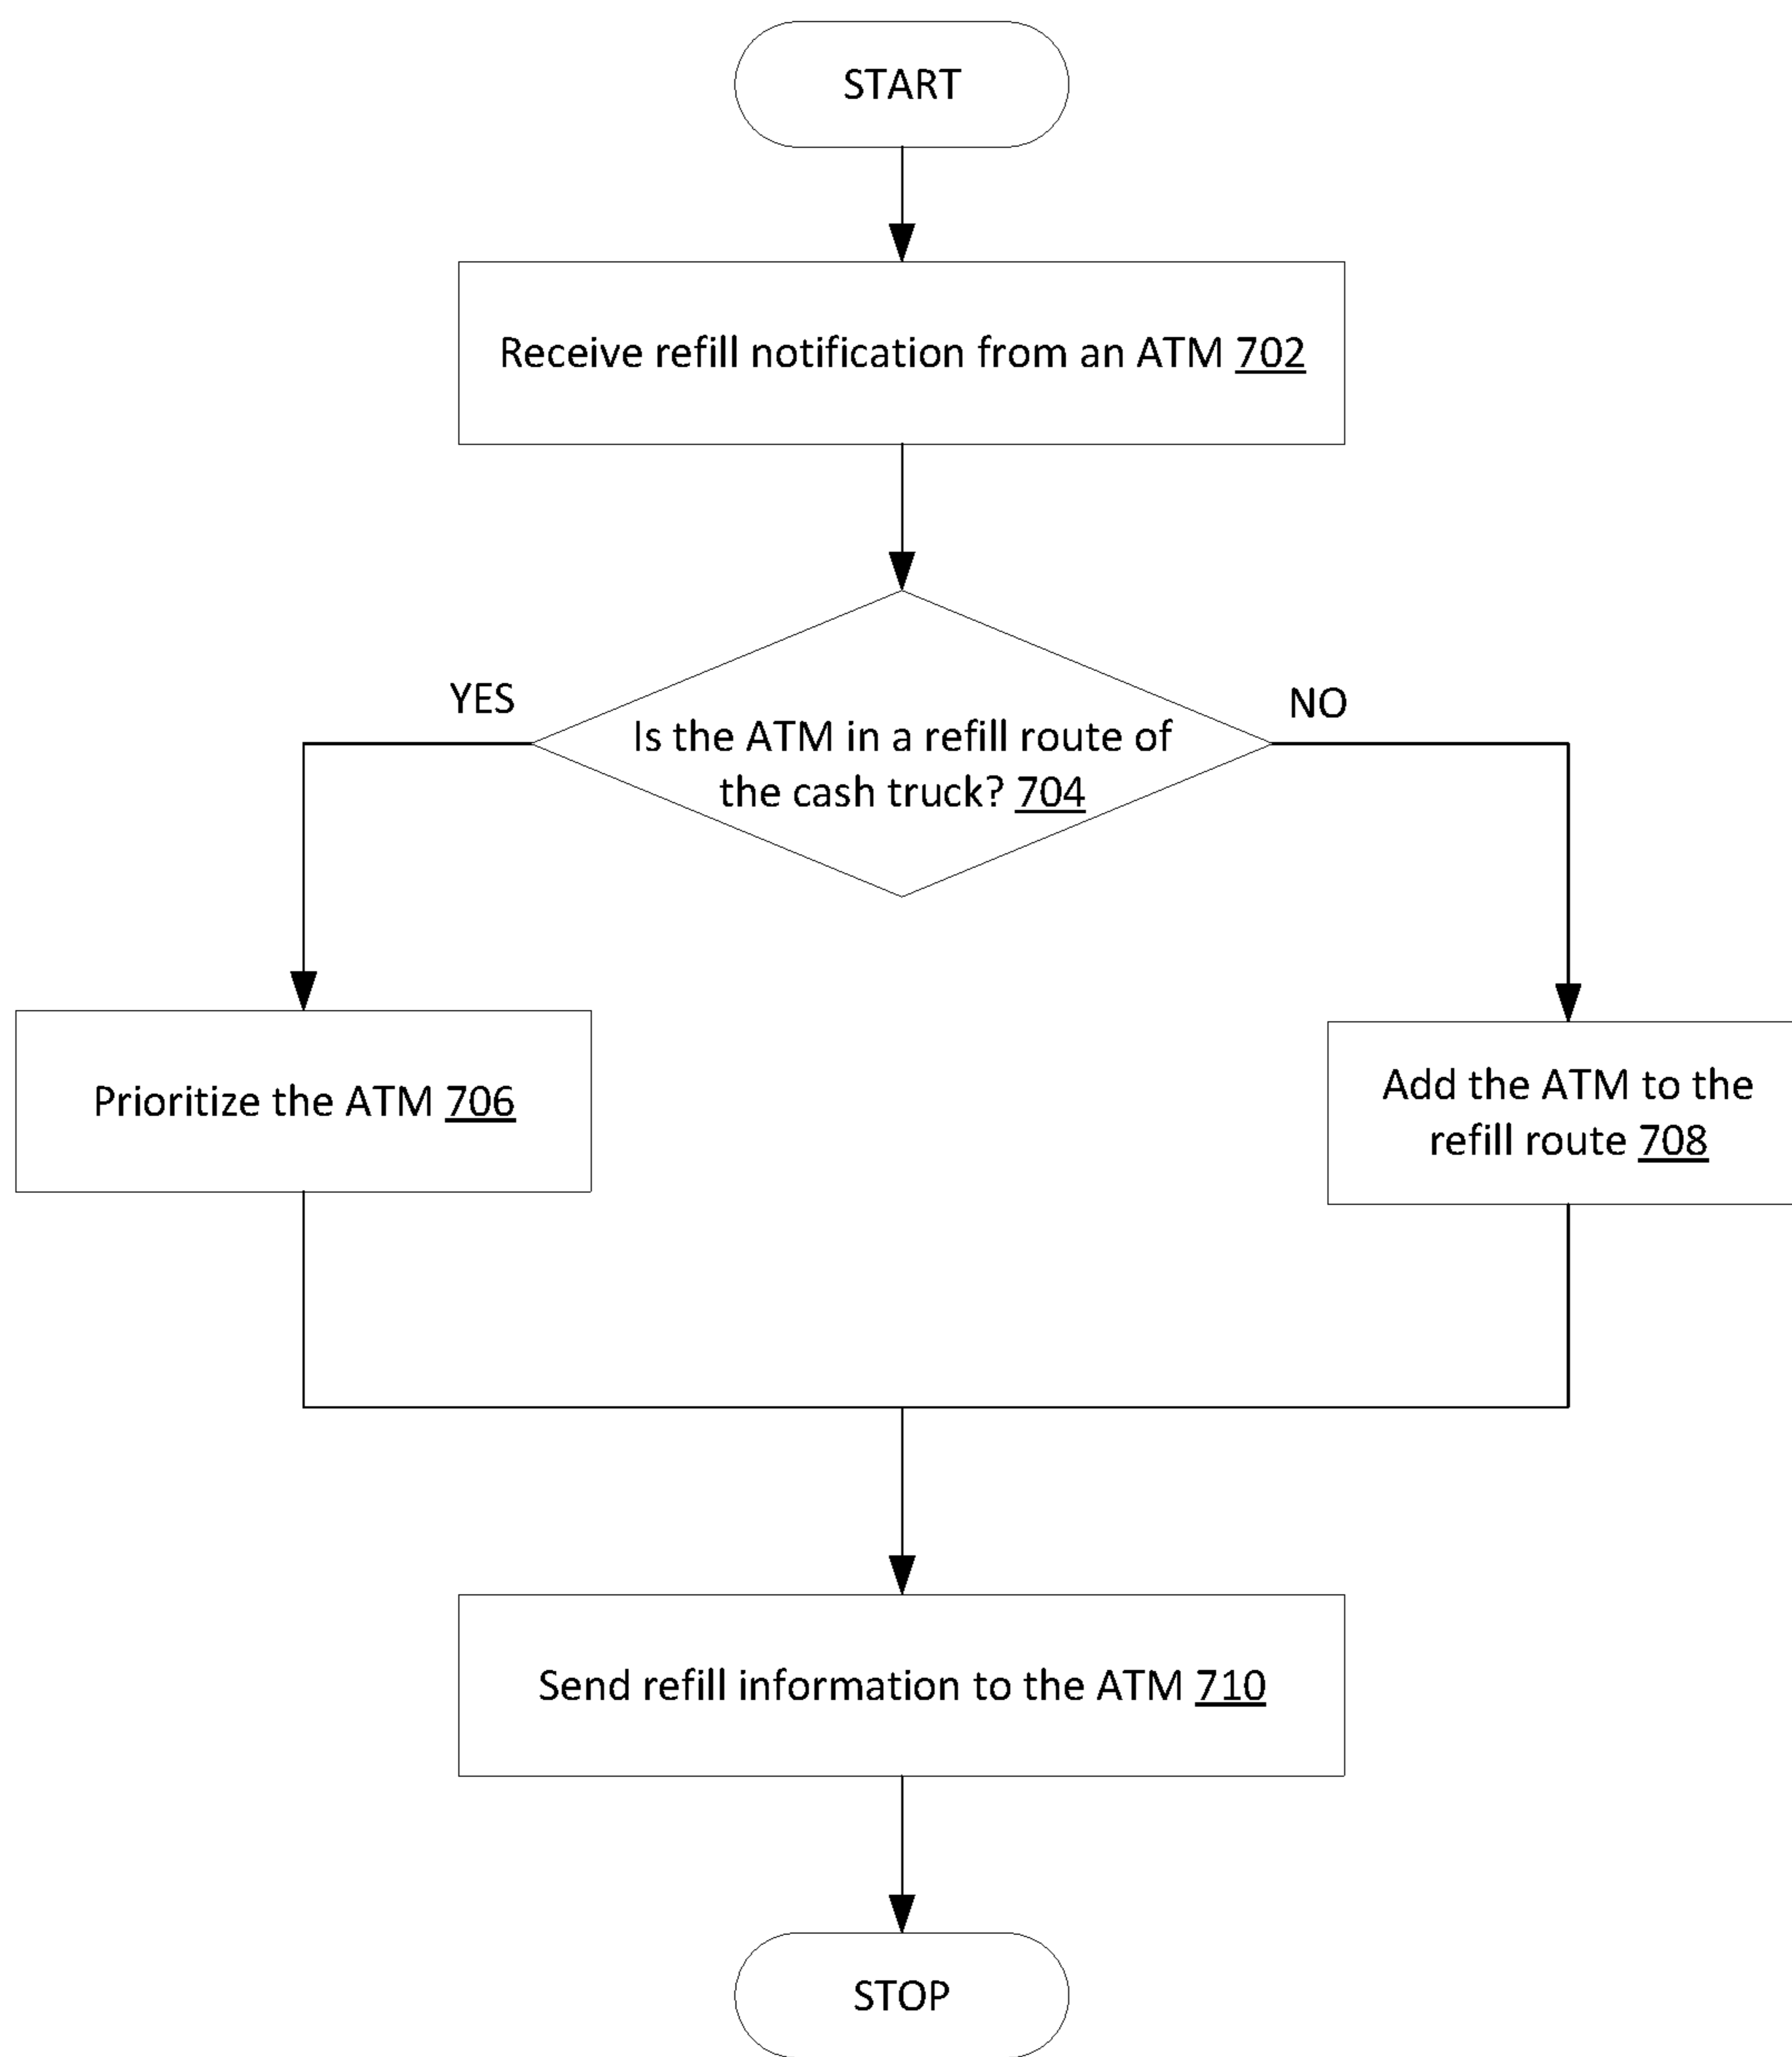 START
Receive refill notification from an ATM 702
YES
NO
Is the ATM in a refill route of
the cash truck? 704
Prioritize the ATM 706
Add the ATM to the
refill route 708
Send refill information to the ATM 710
STOP